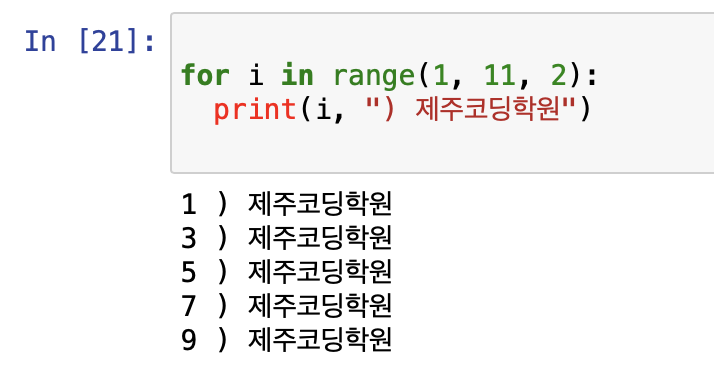 In [21]:
for i in range(1, 11, 2):
  print(i, ") 제주코딩학원")
1 ) 제주코딩학원
3 ) 제주코딩학원
5 ) 제주코딩학원
7 ) 제주코딩학원
9 ) 제주코딩학원